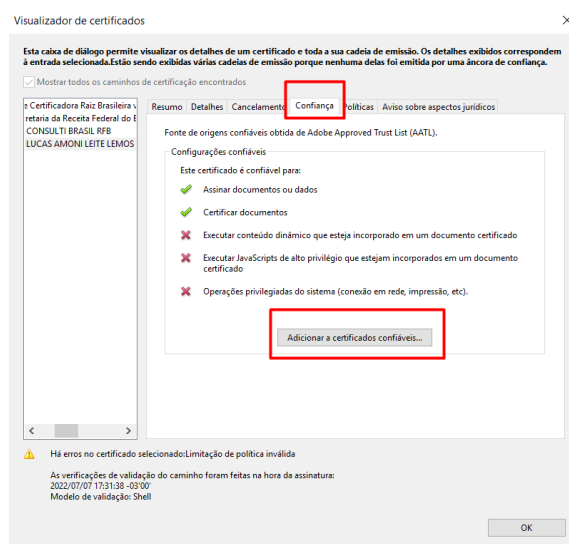 Visualizador de certificados
Esta caixa de diálogo permite visualizar os detalhes de um certificado e toda a sua cadeia de emissão. Os detalhes exibidos correspondem
à entrada selecionada.Estão sendo exibidas várias cadeias de emissão porque nenhuma delas foi emitida por uma âncora de confiança.
Mostrar todos os caminhos de certificação encontrados
e Certificadora Raiz Brasileira v
retaria da Receita Federal do B
CONSULTI BRASIL RFB
LUCAS AMONI LEITE LEMOS
Resumo Detalhes Cancelamento Confiança Políticas Aviso sobre aspectos jurídicos
Fonte de origens confiáveis obtida de Adobe Approved Trust List (AATL).
Configurações confiáveis
Este certificado é confiável para:
Assinar documentos ou dados
Certificar documentos
Executar conteúdo dinâmico que esteja incorporado em um documento certificado
Executar JavaScripts de alto privilégio que estejam incorporados em um documento
certificado
Operações privilegiadas do sistema (conexão em rede, impressão, etc).
Adicionar a certificados confiáveis...
Há erros no certificado selecionado:Limitação de política inválida
As verificações de validação do caminho foram feitas na hora da assinatura:
2022/07/07 17:31:38 -03'00'
Modelo de validação: Shell
OK